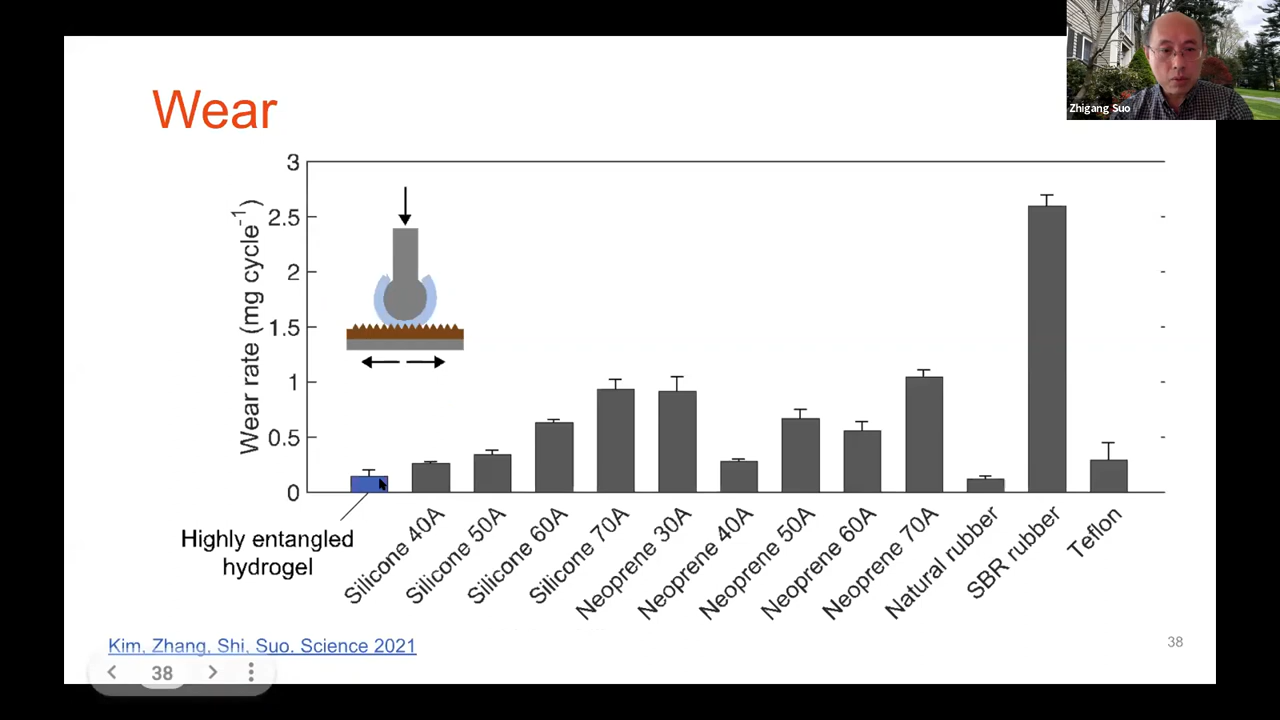 Zhigang Suo
Wear
Wear rate (mg cycle⁻¹)
3
2.5
2
1.5
1
0.5
0
Highly entangled
hydrogel
Silicone 40A
Silicone 50A
Silicone 60A
Silicone 70A
Neoprene 30A
Neoprene 40A
Neoprene 50A
Neoprene 60A
Neoprene 70A
Natural rubber
SBR rubber
Teflon
Kim, Zhang, Shi, Suo. Science 2021
38
38